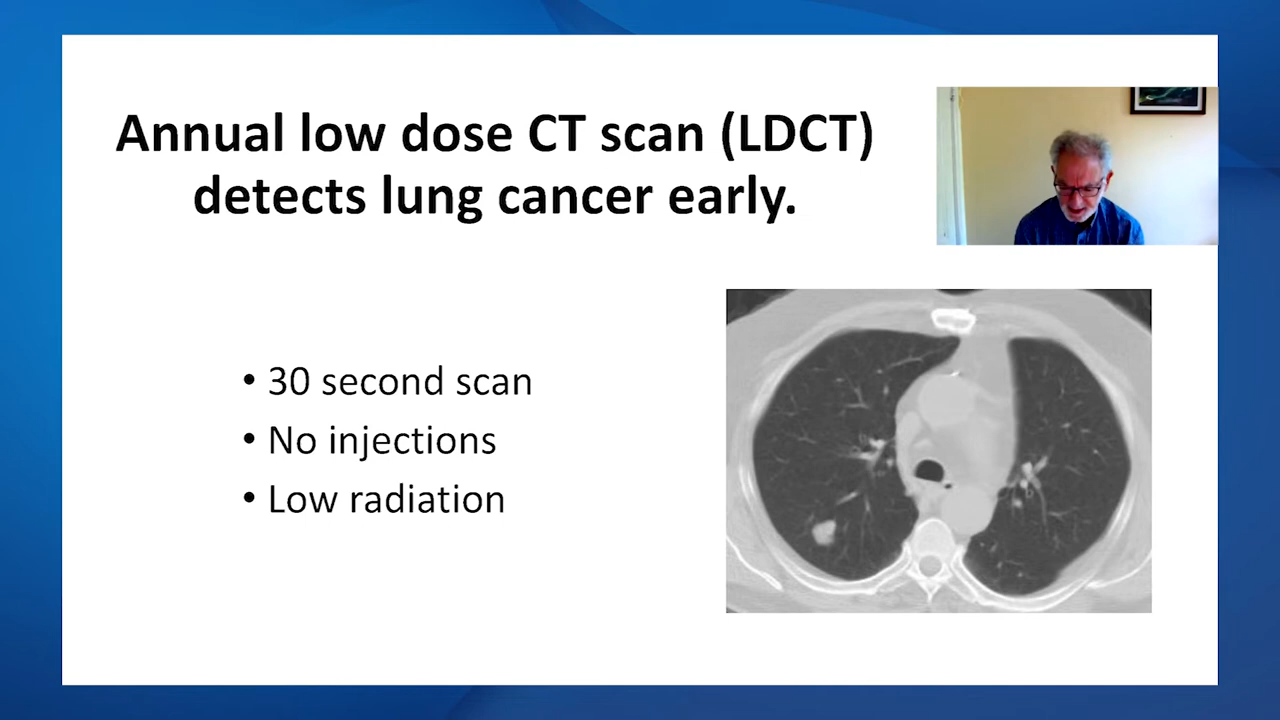 Annual low dose CT scan (LDCT)
detects lung cancer early.
• 30 second scan
• No injections
• Low radiation